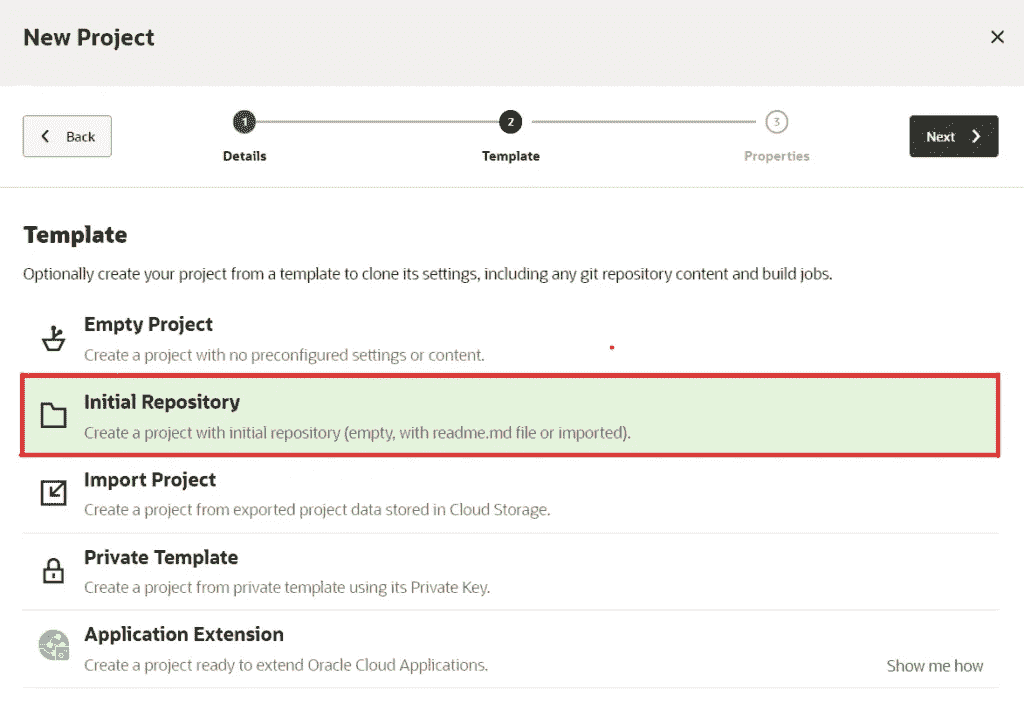 New Project
Back
1
2
3
Next
Details
Template
Properties
Template
Optionally create your project from a template to clone its settings, including any git repository content and build jobs.
Empty Project
Create a project with no preconfigured settings or content.
Initial Repository
Create a project with initial repository (empty, with readme.md file or imported).
Import Project
Create a project from exported project data stored in Cloud Storage.
Private Template
Create a project from private template using its Private Key.
Application Extension
Create a project ready to extend Oracle Cloud Applications.
Show me how